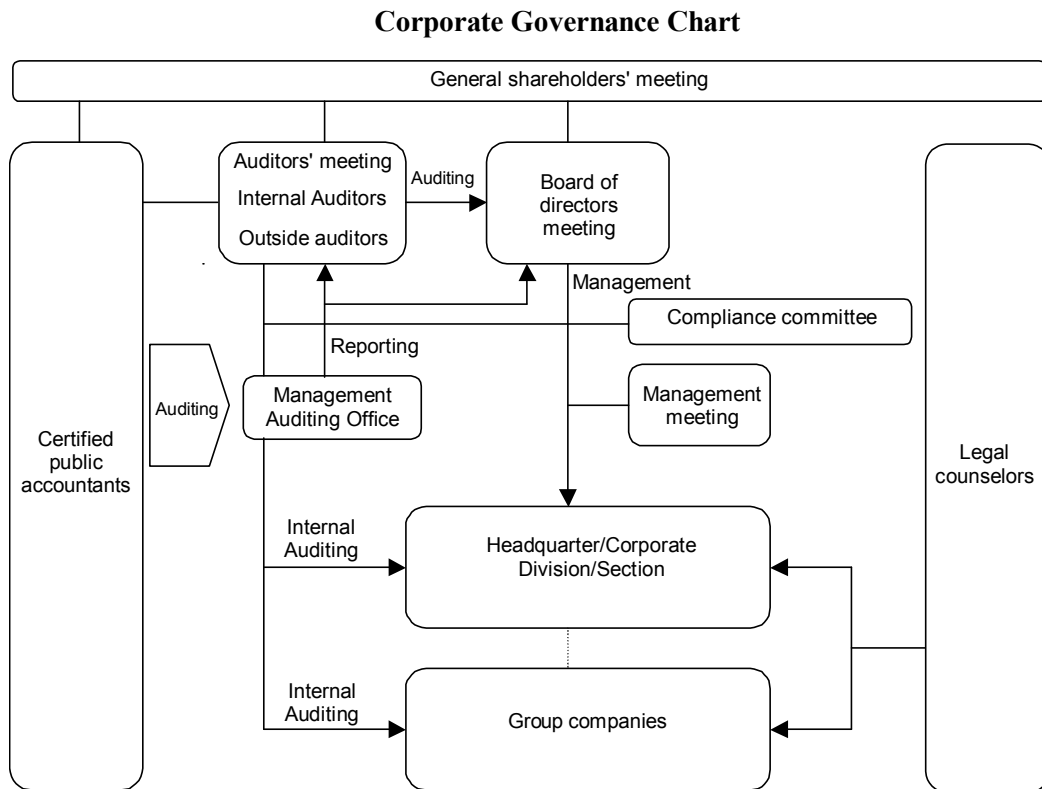 Corporate Governance Chart
General shareholders' meeting
Auditors' meeting
Internal Auditors
Outside auditors
Auditing
Board of
directors
meeting
Management
Compliance committee
Reporting
Management
Auditing Office
Management
meeting
Auditing
Certified
public
accountants
Legal
counselors
Internal
Auditing
Headquarter/Corporate
Division/Section
Internal
Auditing
Group companies